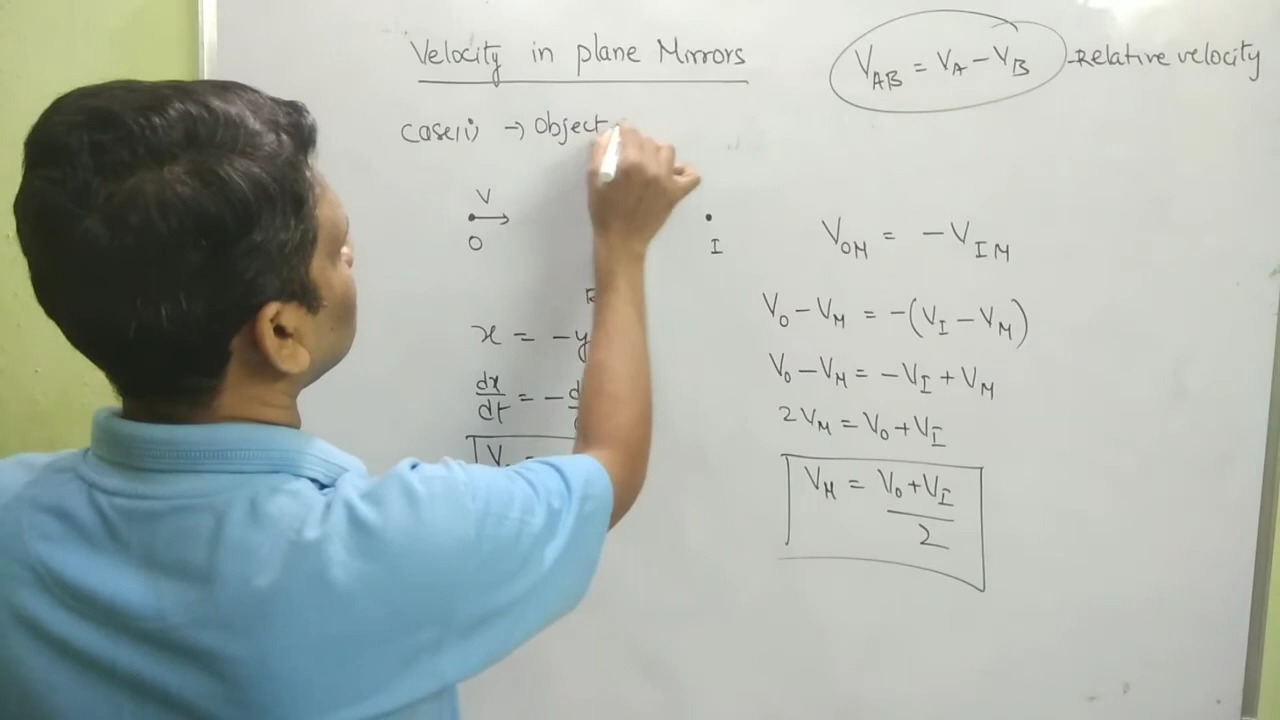 Velocity in plane Mirrors
V_AB = V_A - V_B Relative velocity
Case(i) → Object
V
O
I
x = -y
dx/dt = -d
V
V_OM = -V_IM
V_O - V_M = -(V_I - V_M)
V_O - V_M = -V_I + V_M
2V_M = V_O + V_I
V_M = V_O + V_I / 2